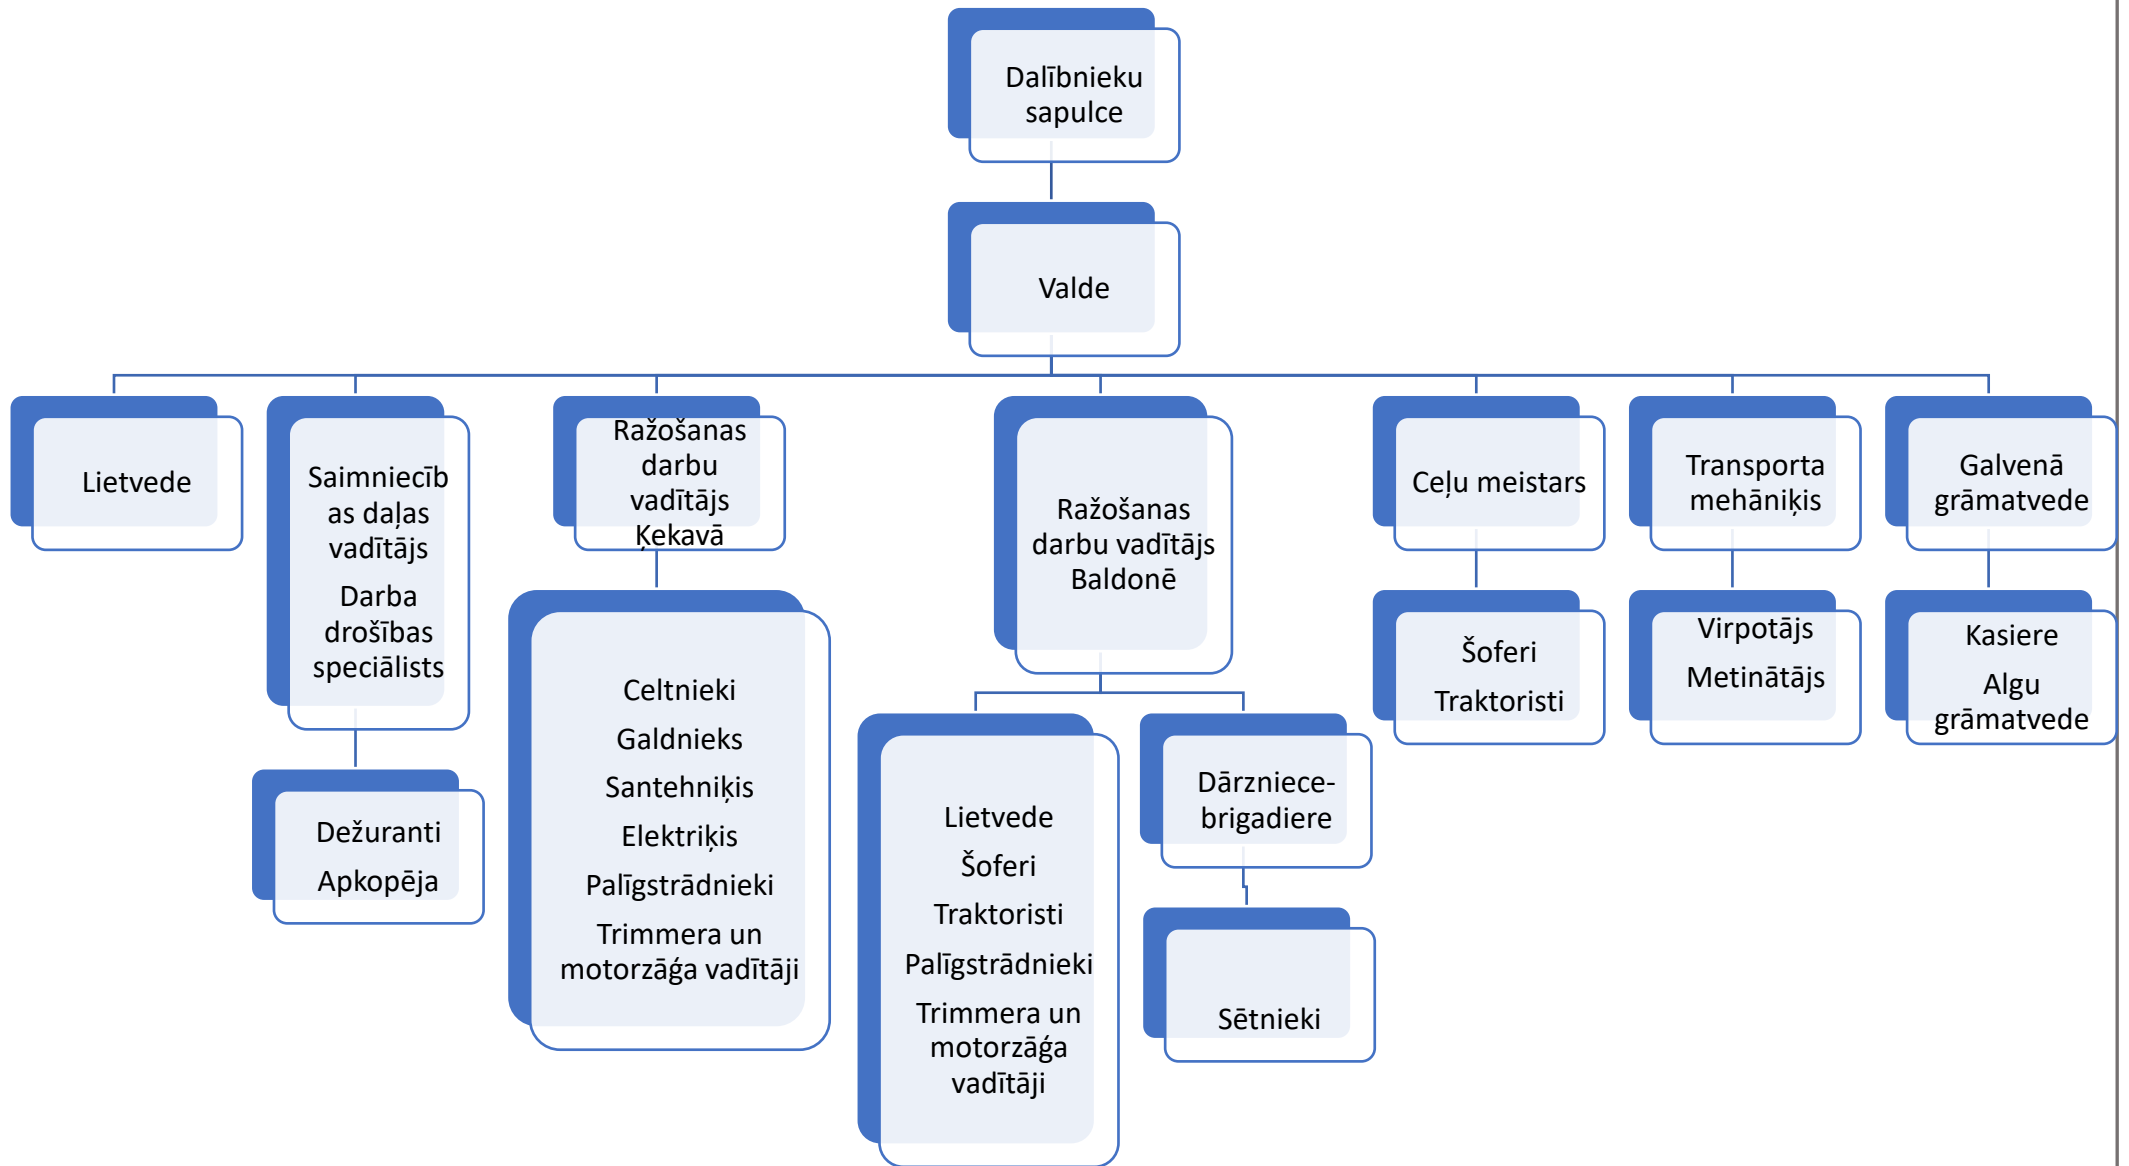 Dalībnieku
sapulce
Valde
Lietvede
Saimniecīb
as daļas
vadītājs
Darba
drošības
speciālists
Ražošanas
darbu
vadītājs
Ķekavā
Ražošanas
darbu vadītājs
Baldonē
Ceļu meistars
Transporta
mehāniķis
Galvenā
grāmatvede
Dežuranti
Apkopēja
Celtnieki
Galdnieks
Santehniķis
Elektriķis
Palīgstrādnieki
Trimmera un
motorzāģa vadītāji
Lietvede
Šoferi
Traktoristi
Palīgstrādnieki
Trimmera un
motorzāģa
vadītāji
Dārzniece-
brigadiere
Sētnieki
Šoferi
Traktoristi
Virpotājs
Metinātājs
Kasiere
Algu
grāmatvede